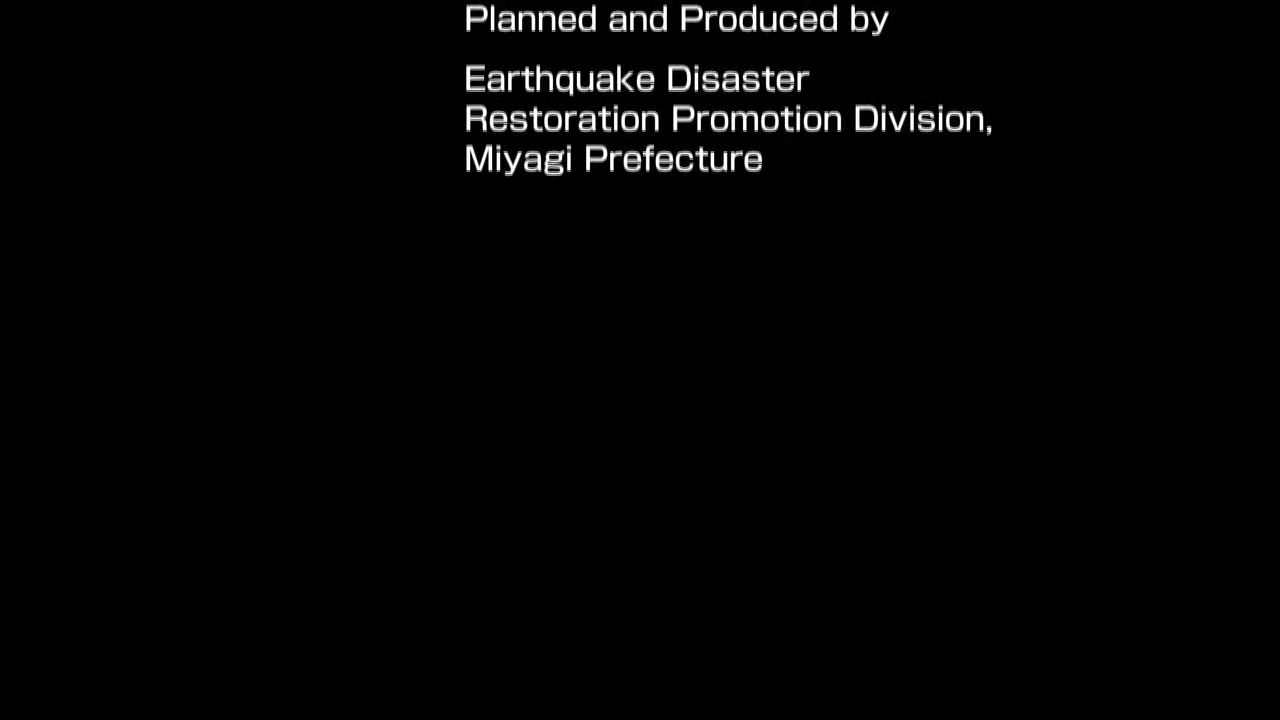 Planned and Produced by
Earthquake Disaster
Restoration Promotion Division,
Miyagi Prefecture